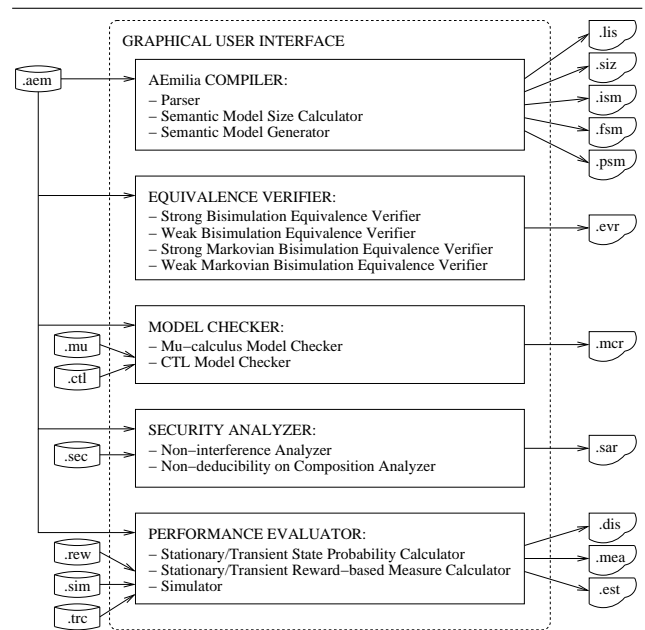 GRAPHICAL USER INTERFACE
.aem
AEmilia COMPILER:
− Parser
− Semantic Model Size Calculator
− Semantic Model Generator
.lis
.siz
.ism
.fsm
.psm
EQUIVALENCE VERIFIER:
− Strong Bisimulation Equivalence Verifier
− Weak Bisimulation Equivalence Verifier
− Strong Markovian Bisimulation Equivalence Verifier
− Weak Markovian Bisimulation Equivalence Verifier
.evr
MODEL CHECKER:
− Mu−calculus Model Checker
− CTL Model Checker
.mu
.ctl
.mcr
SECURITY ANALYZER:
− Non−interference Analyzer
− Non−deducibility on Composition Analyzer
.sec
.sar
PERFORMANCE EVALUATOR:
− Stationary/Transient State Probability Calculator
− Stationary/Transient Reward−based Measure Calculator
− Simulator
.rew
.sim
.trc
.dis
.mea
.est